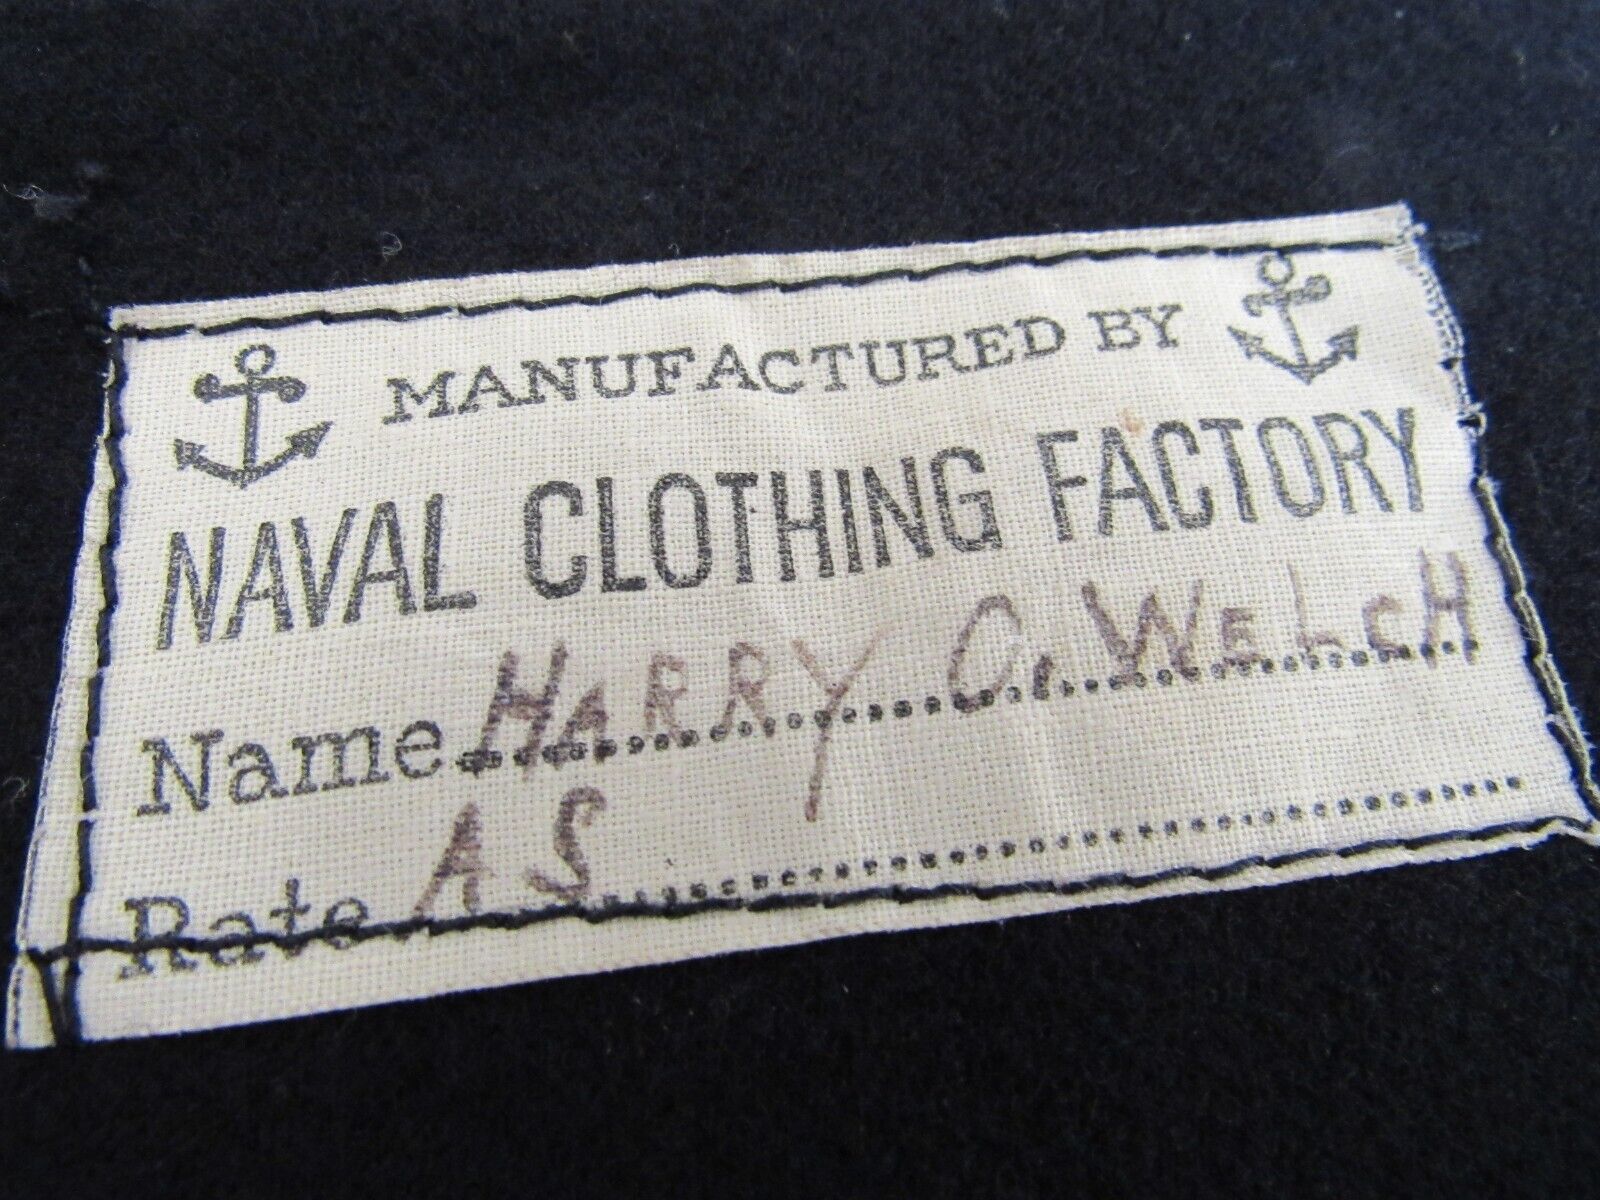 MANUFACTURED BY
NAVAL CLOTHING FACTORY
Name HARRY O. WELCH
Rate AS